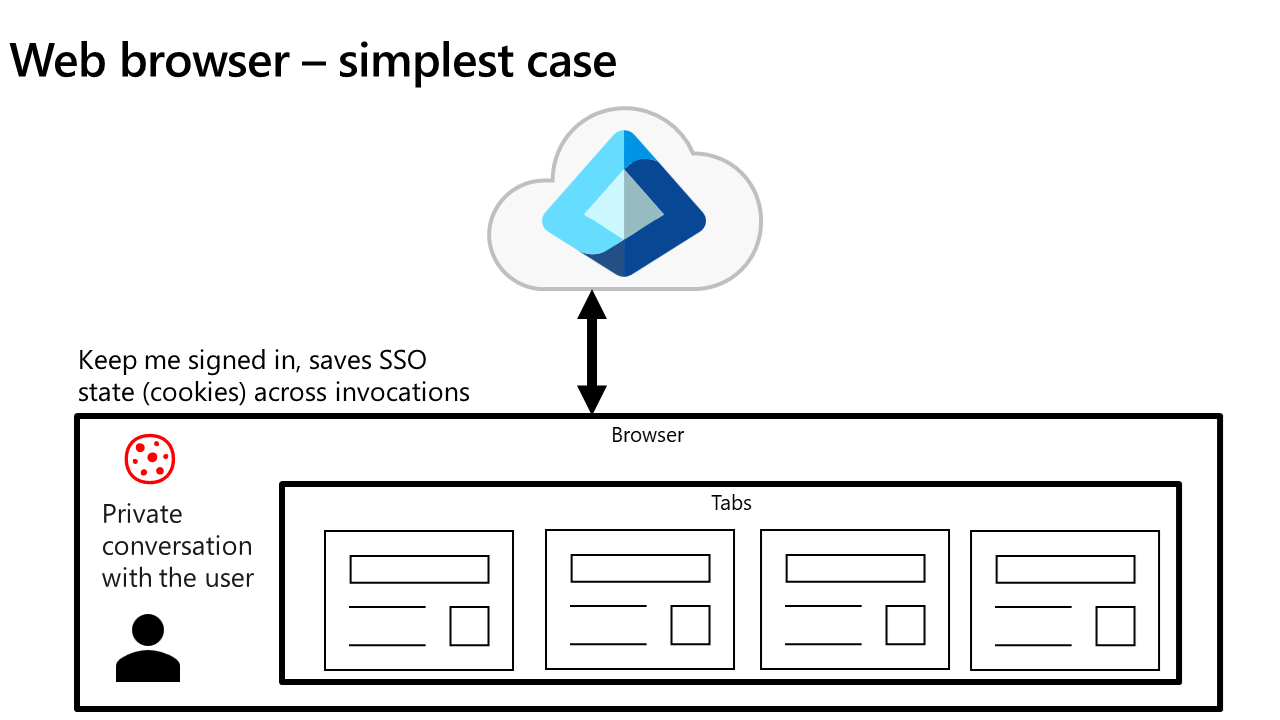 Web browser – simplest case
Keep me signed in, saves SSO
state (cookies) across invocations
Browser
Tabs
Private
conversation
with the user